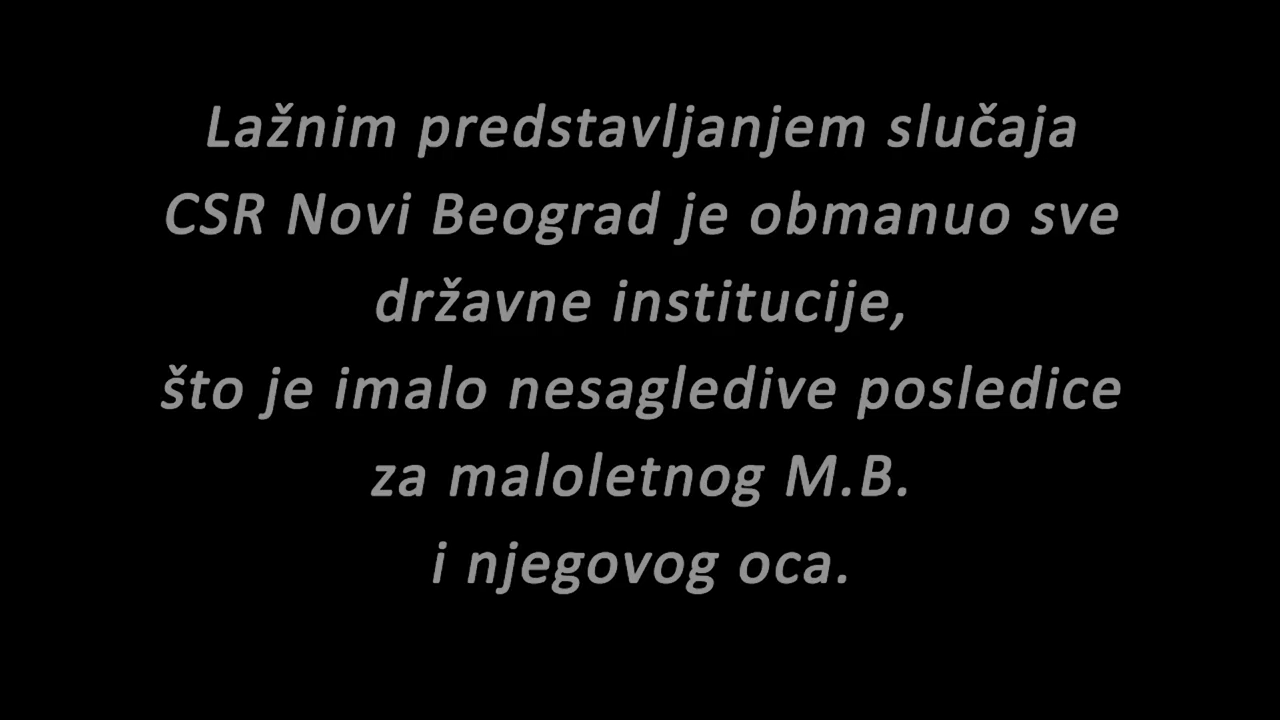 Lažnim predstavljanjem slučaja
CSR Novi Beograd je obmanuo sve
državne institucije,
što je imalo nesagledive posledice
za maloletnog M.B.
i njegovog oca.